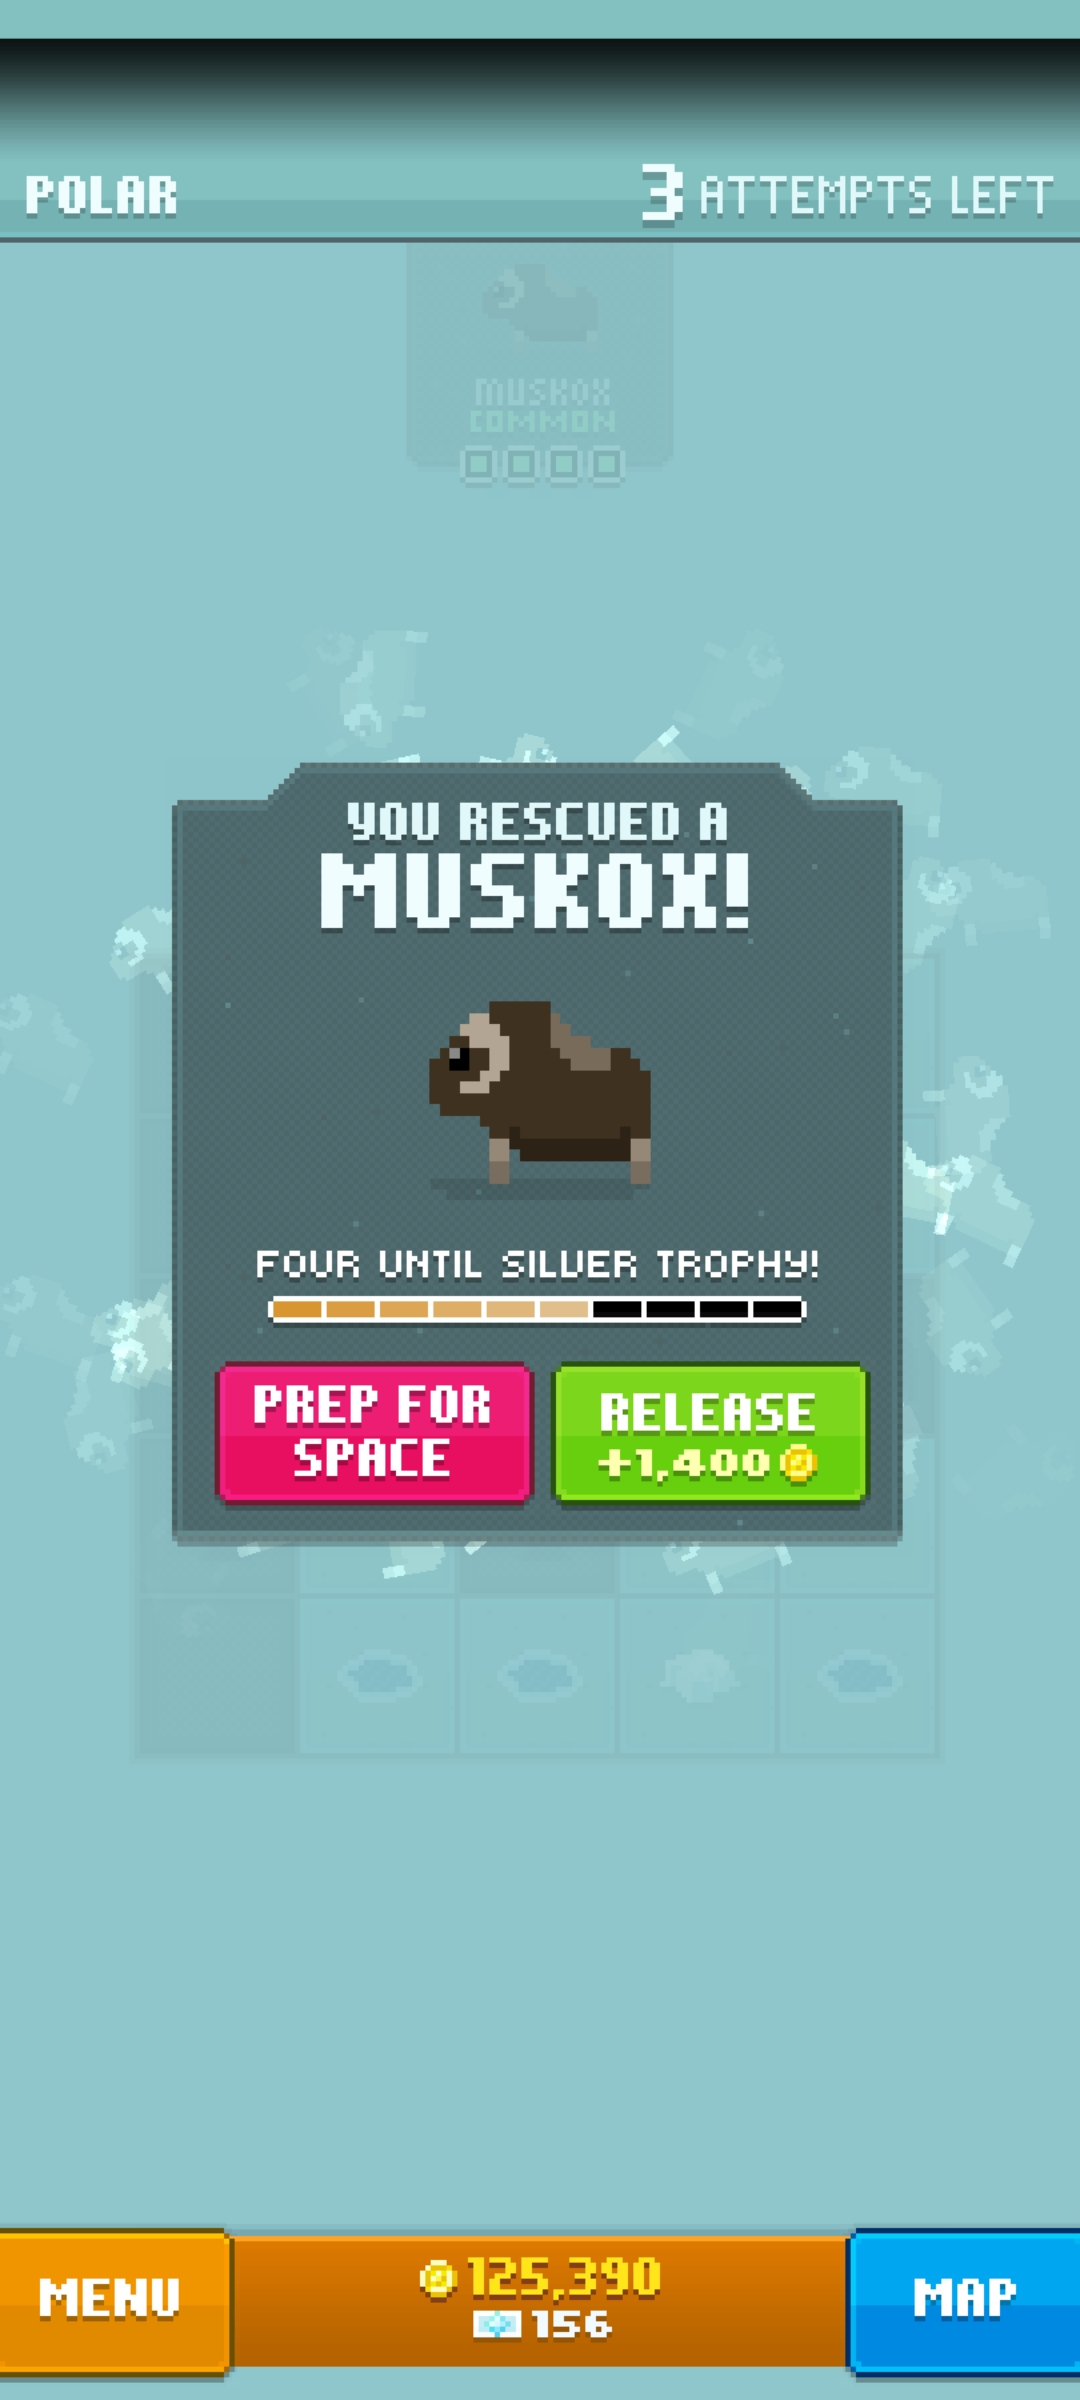 POLAR
3 ATTEMPTS LEFT
MUSKOX
COMMON
YOU RESCUED A
MUSKOX!
FOUR UNTIL SILVER TROPHY!
PREP FOR
SPACE
RELEASE
+1,400
MENU
125,390
156
MAP